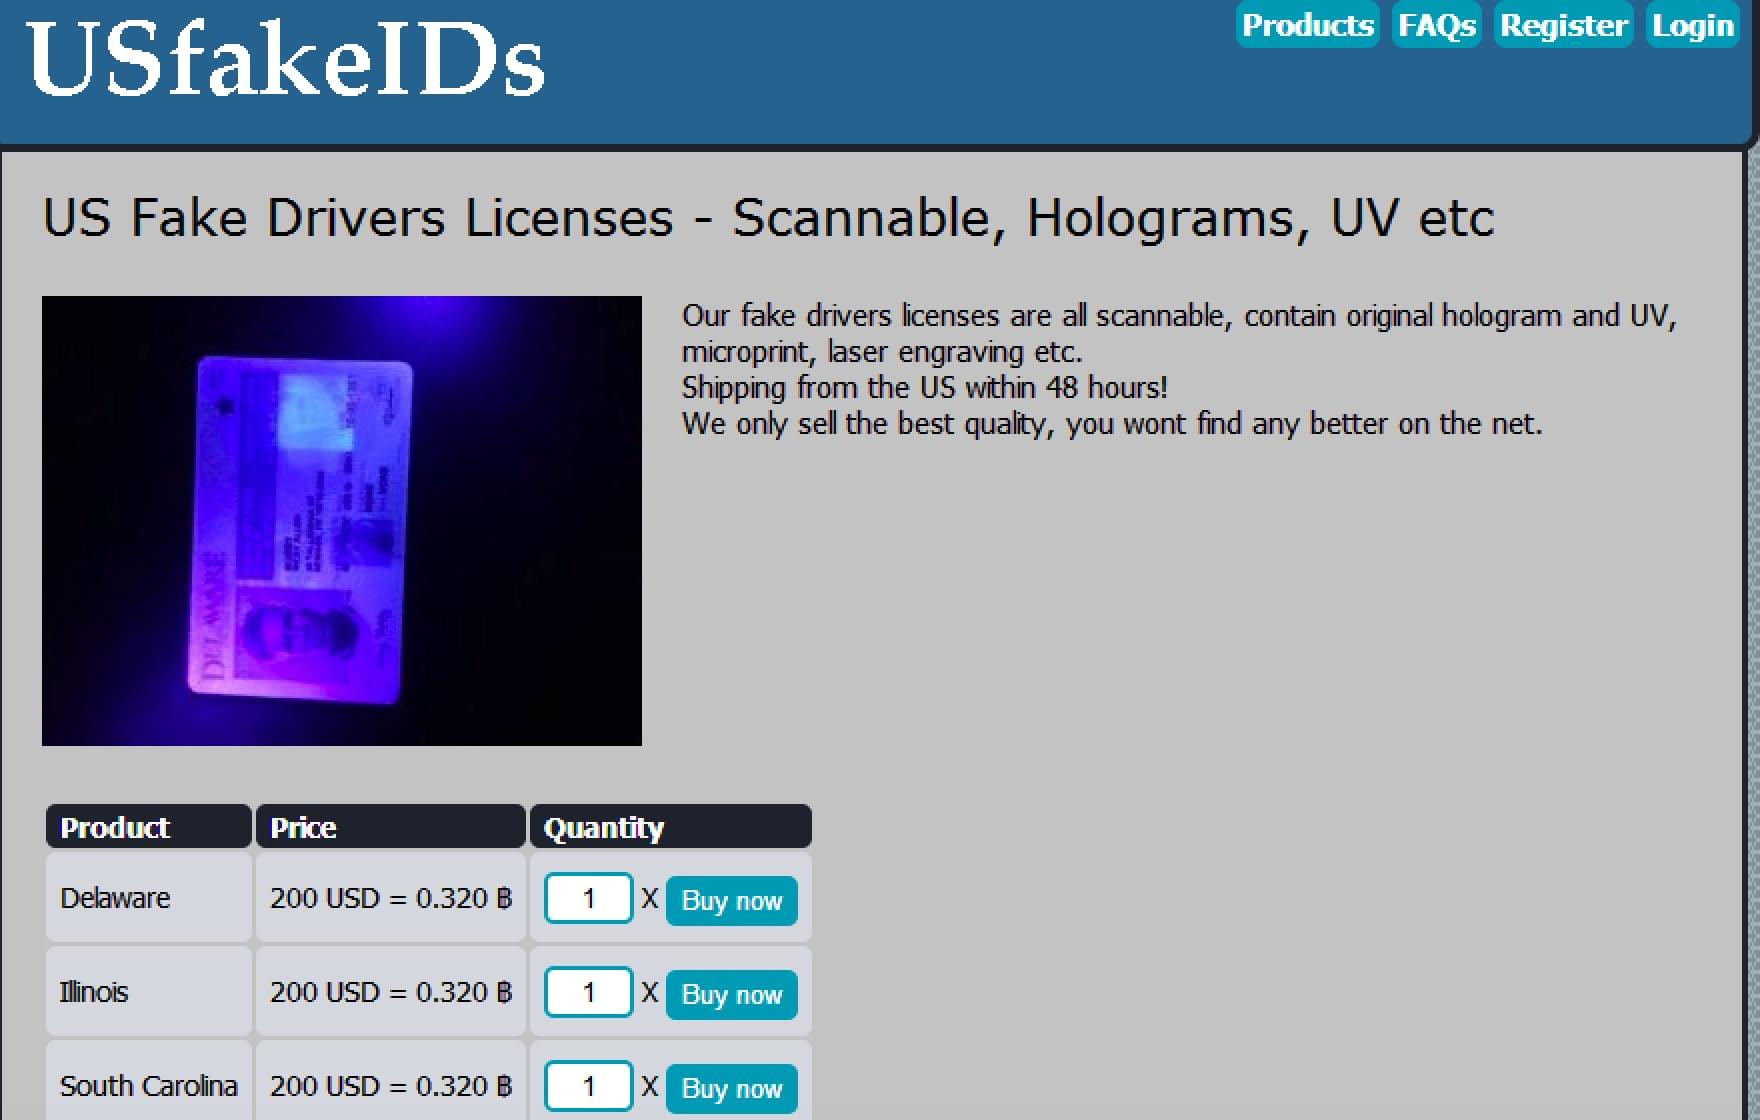 USfakeIDs
Products FAQs Register Login
US Fake Drivers Licenses - Scannable, Holograms, UV etc
Our fake drivers licenses are all scannable, contain original hologram and UV,
microprint, laser engraving etc.
Shipping from the US within 48 hours!
We only sell the best quality, you wont find any better on the net.
DELAWARE
Product Price Quantity
Delaware 200 USD = 0.320 ฿ 1 X Buy now
Illinois 200 USD = 0.320 ฿ 1 X Buy now
South Carolina 200 USD = 0.320 ฿ 1 X Buy now